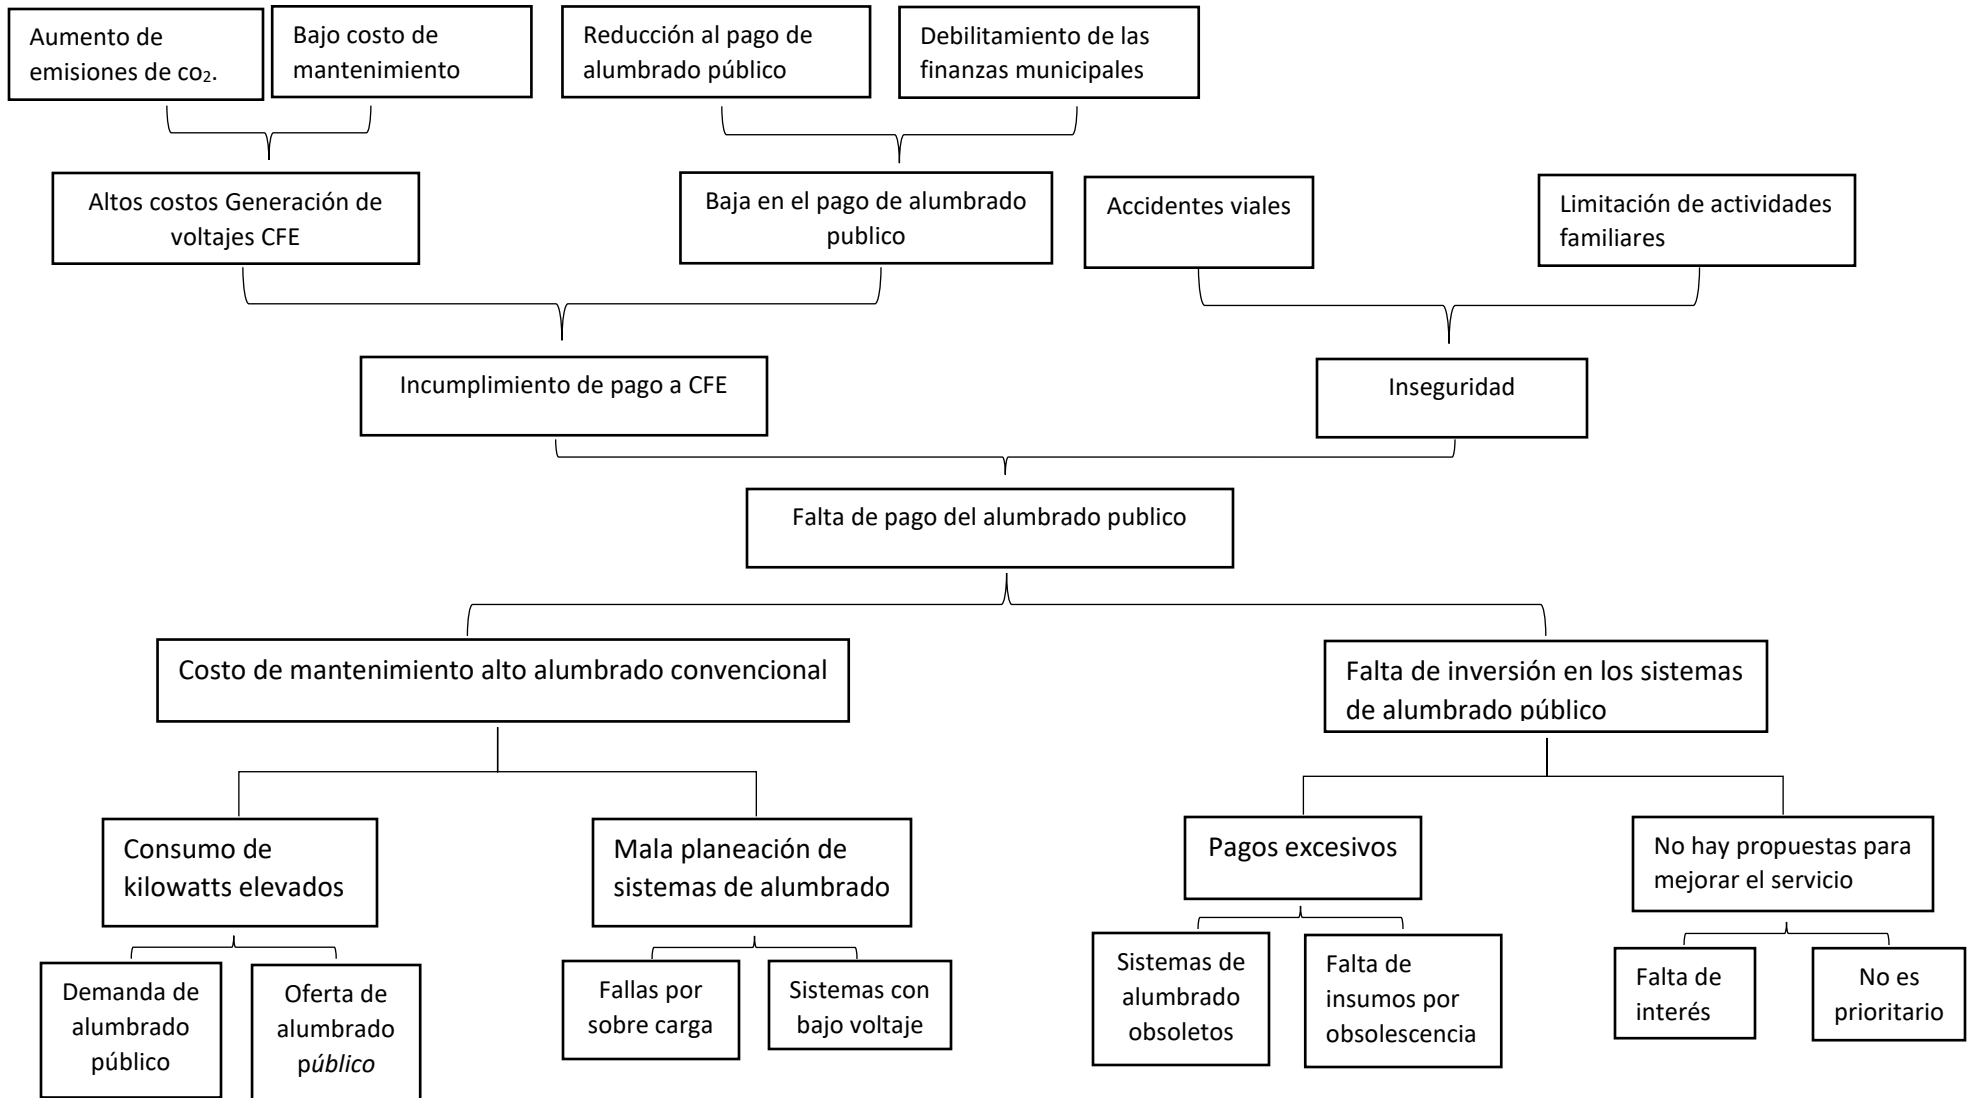 Aumento de
emisiones de co₂.
Bajo costo de
mantenimiento
Reducción al pago de
alumbrado público
Debilitamiento de las
finanzas municipales
Altos costos Generación de
voltajes CFE
Baja en el pago de alumbrado
publico
Accidentes viales
Limitación de actividades
familiares
Incumplimiento de pago a CFE
Inseguridad
Falta de pago del alumbrado publico
Costo de mantenimiento alto alumbrado convencional
Falta de inversión en los sistemas
de alumbrado público
Consumo de
kilowatts elevados
Mala planeación de
sistemas de alumbrado
Pagos excesivos
No hay propuestas para
mejorar el servicio
Demanda de
alumbrado
público
Oferta de
alumbrado
público
Fallas por
sobre carga
Sistemas con
bajo voltaje
Sistemas de
alumbrado
obsoletos
Falta de
insumos por
obsolescencia
Falta de
interés
No es
prioritario